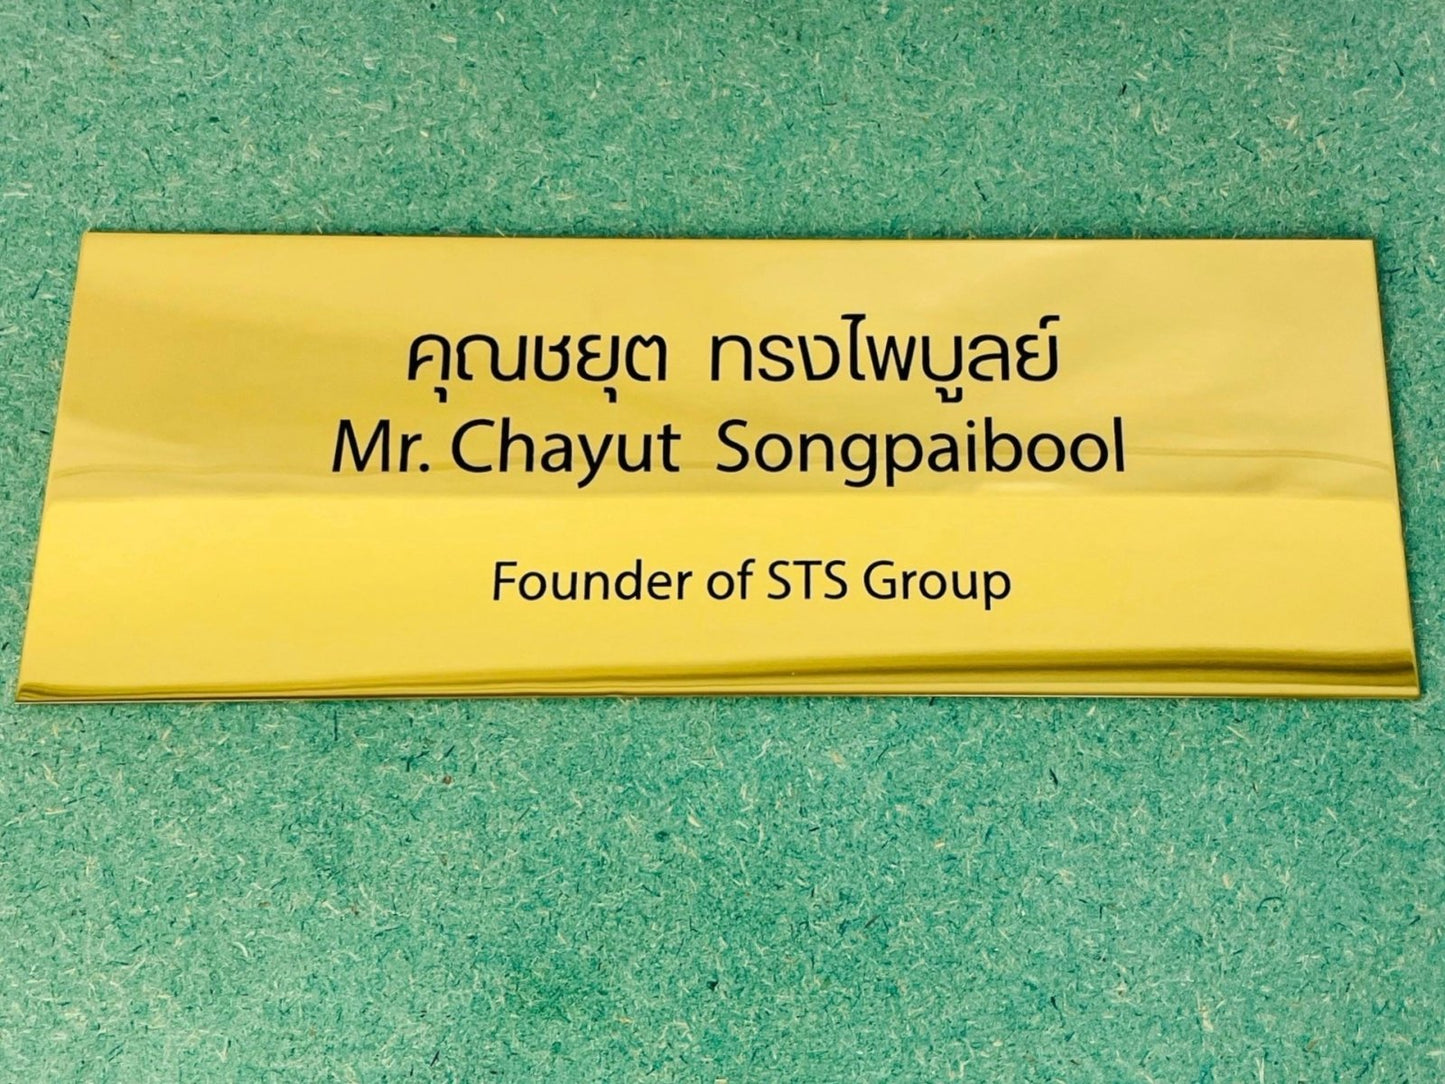 คุณชยุต ทรงไพบูลย์
Mr. Chayut Songpaibool
Founder of STS Group